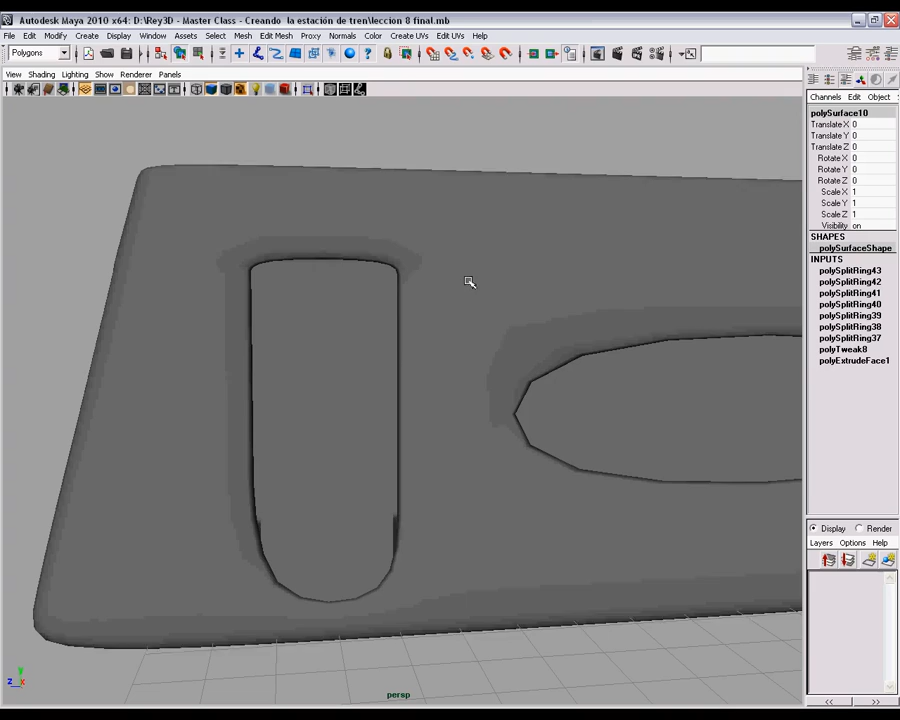 Autodesk Maya 2010 x64: D:\Rey3D - Master Class - Creando la estación de tren\leccion 8 final.mb
File Edit Modify Create Display Window Assets Select Mesh Edit Mesh Proxy Normals Color Create UVs Edit UVs Help
Polygons
View Shading Lighting Show Renderer Panels
Channels Edit Object
polySurface10
Translate X 0
Translate Y 0
Translate Z 0
Rotate X 0
Rotate Y 0
Rotate Z 0
Scale X 1
Scale Y 1
Scale Z 1
Visibility on
SHAPES
polySurfaceShape
INPUTS
polySplitRing43
polySplitRing42
polySplitRing41
polySplitRing40
polySplitRing39
polySplitRing38
polySplitRing37
polyTweak8
polyExtrudeFace1
Display Render
Layers Options Help
y
z x
persp
<< >>